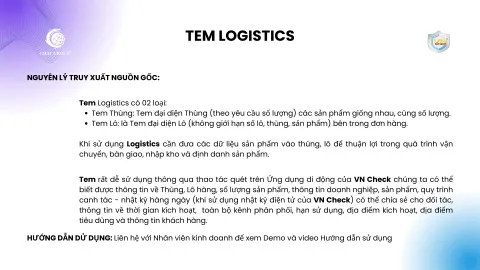 TEM LOGISTICS
NGUYÊN LÝ TRUY XUẤT NGUỒN GỐC:
Tem Logistics có 02 loại:
• Tem Thùng: Tem đại diện Thùng (theo yêu cầu số lượng) các sản phẩm giống nhau, cùng số lượng.
• Tem Lô: là Tem đại diện Lô (không giới hạn số lô, thùng, sản phẩm) bên trong đơn hàng.
Khi sử dụng Logistics cần đưa các dữ liệu sản phẩm vào thùng, lô để thuận lợi trong quá trình vận
chuyển, bàn giao, nhập kho và định danh sản phẩm.
Tem rất dễ sử dụng thông qua thao tác quét trên Ứng dụng di động của VN Check chúng ta có thể
biết được thông tin về Thùng, Lô hàng, số lượng sản phẩm, thông tin doanh nghiệp, sản phẩm, quy trình
canh tác - nhật ký hàng ngày (khi sử dụng nhật ký điện tử của VN Check) có thể chia sẻ cho đối tác,
thông tin về thời gian kích hoạt, toàn bộ kênh phân phối, hạn sử dụng, địa điểm kích hoạt, địa điểm
tiêu dùng và thông tin khách hàng.
HƯỚNG DẪN DỬ DỤNG: Liên hệ với Nhân viên kinh doanh để xem Demo và video Hướng dẫn sử dụng